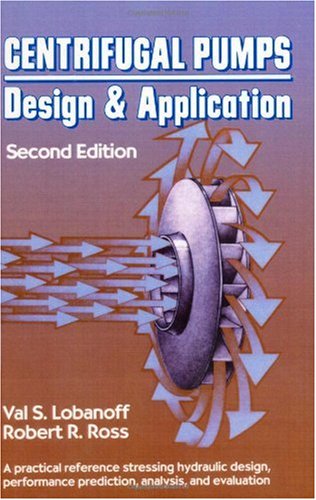 CENTRIFUGAL PUMPS
Design & Application
Second Edition
Val S. Lobanoff
Robert R. Ross
A practical reference stressing hydraulic design,
performance prediction, analysis, and evaluation